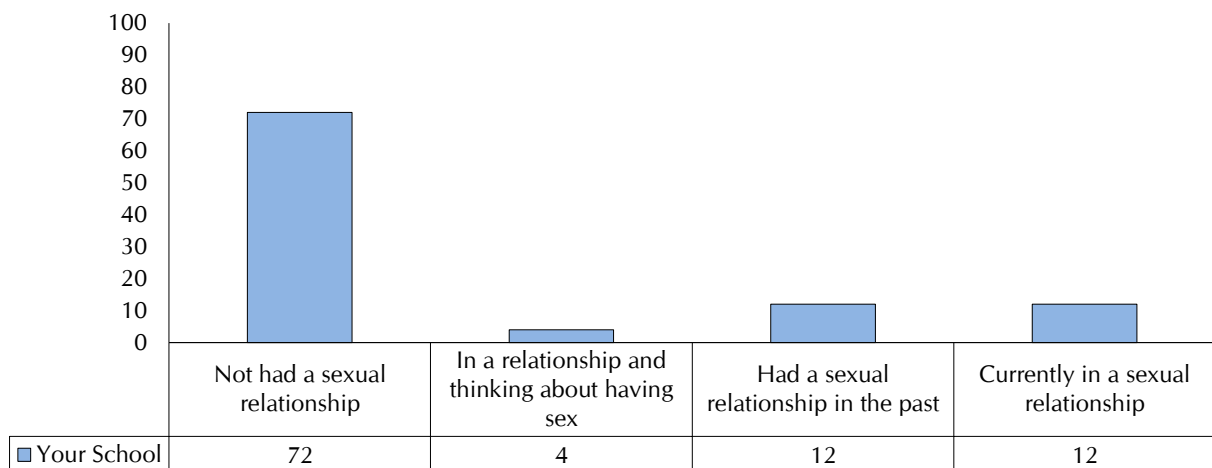 100
90
80
70
60
50
40
30
20
10
0
Not had a sexual
relationship
In a relationship and
thinking about having
sex
Had a sexual
relationship in the past
Currently in a sexual
relationship
Your School 72 4 12 12